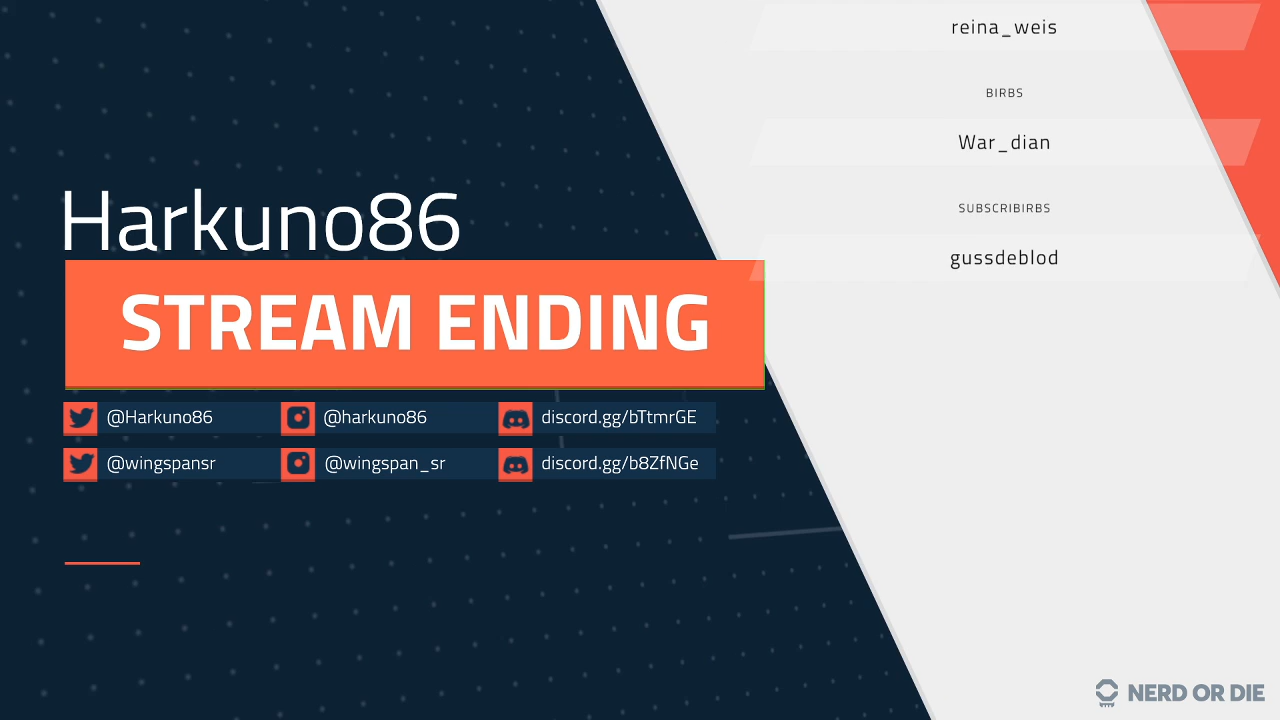 reina_weis
BIRBS
War_dian
SUBSCRIBIRBS
gussdeblod
Harkuno86
STREAM ENDING
@Harkuno86 @harkuno86 discord.gg/bTtmrGE
@wingspansr @wingspan_sr discord.gg/b8ZfNGe
NERD OR DIE